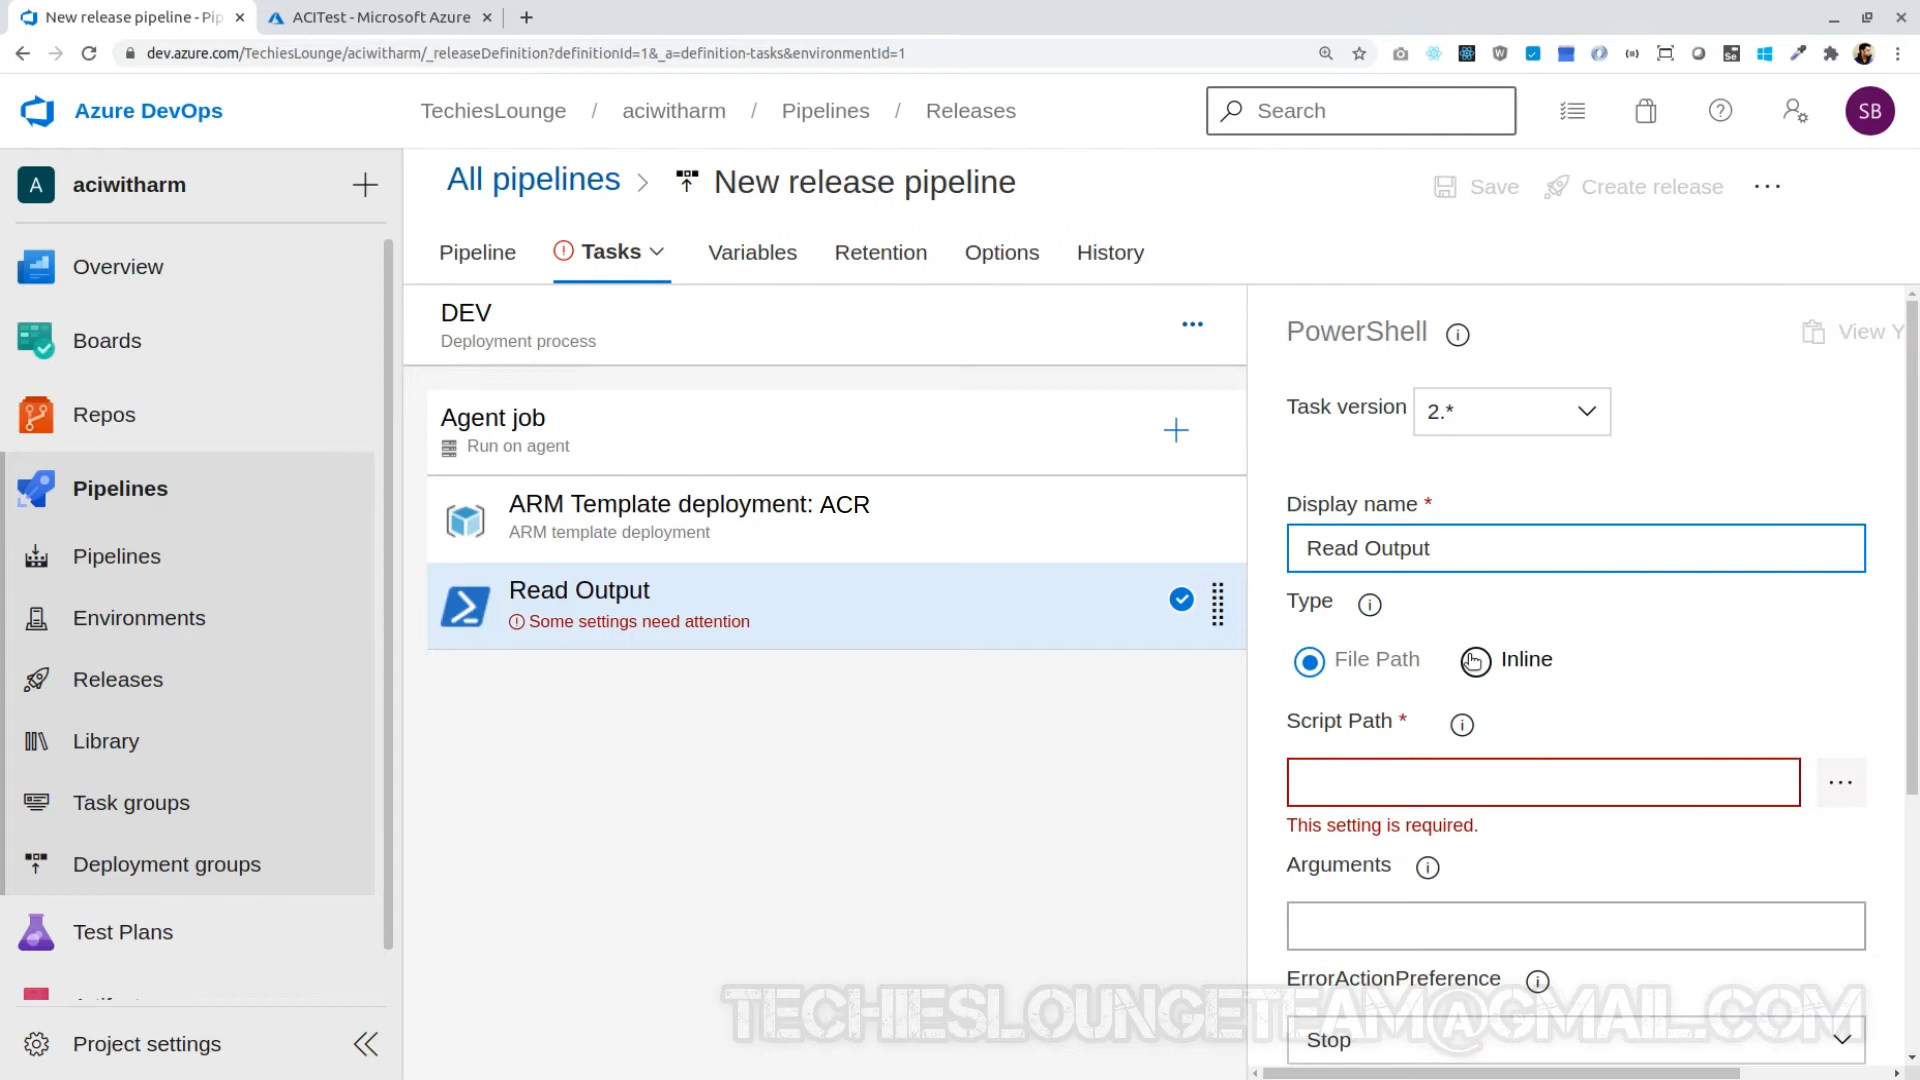 New release pipeline - Pip
ACITest - Microsoft Azure
dev.azure.com/TechiesLounge/aciwitharm/_releaseDefinition?definitionId=1&_a=definition-tasks&environmentId=1
Azure DevOps
TechiesLounge / aciwitharm / Pipelines / Releases
Search
SB
A
aciwitharm
All pipelines
New release pipeline
Save
Create release
Pipeline
Tasks
Variables
Retention
Options
History
Overview
Boards
Repos
Pipelines
Pipelines
Environments
Releases
Library
Task groups
Deployment groups
Test Plans
Project settings
DEV
Deployment process
Agent job
Run on agent
ARM Template deployment: ACR
ARM template deployment
Read Output
Some settings need attention
PowerShell
View Y
Task version
2.*
Display name *
Read Output
Type
File Path
Inline
Script Path *
This setting is required.
Arguments
ErrorActionPreference
Stop
TECHIESLOUNGETEAM@GMAIL.COM